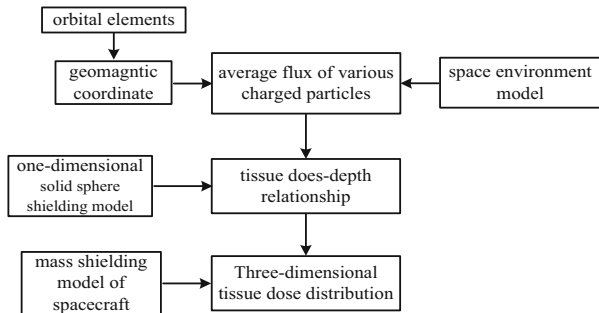 orbital elements
geomagntic
coordinate
average flux of various
charged particles
space environment
model
one-dimensional
solid sphere
shielding model
tissue does-depth
relationship
mass shielding
model of
spacecraft
Three-dimensional
tissue dose distribution